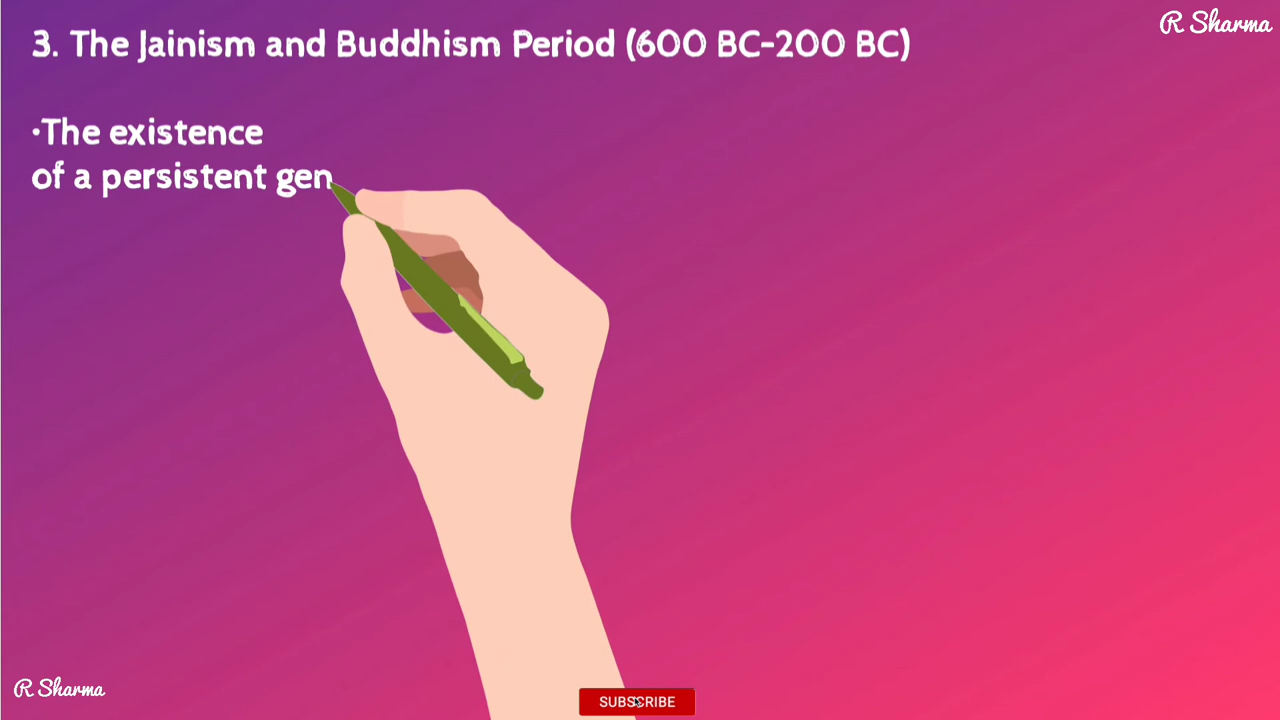 R Sharma
3. The Jainism and Buddhism Period (600 BC-200 BC)
•The existence
of a persistent gen
R Sharma
SUBSCRIBE